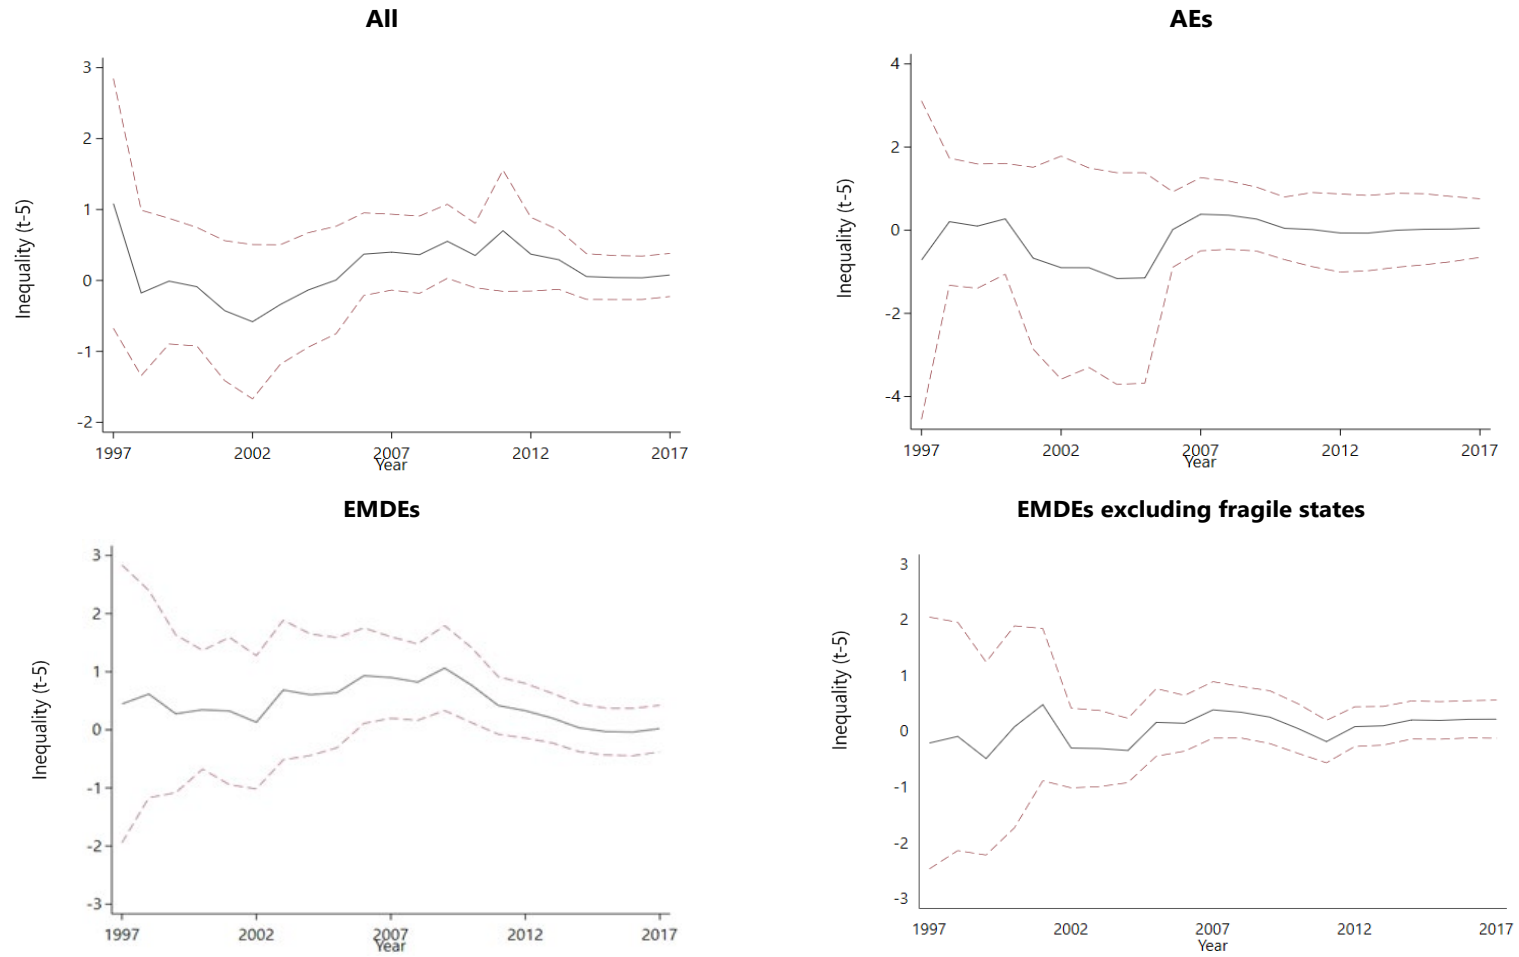 All
3
2
1
0
-1
-2
Inequality (t-5)
1997 2002 2007 2012 2017
Year
AEs
4
2
0
-2
-4
Inequality (t-5)
1997 2002 2007 2012 2017
Year
EMDEs
3
2
1
0
-1
-2
-3
Inequality (t-5)
1997 2002 2007 2012 2017
Year
EMDEs excluding fragile states
3
2
1
0
-1
-2
-3
Inequality (t-5)
1997 2002 2007 2012 2017
Year